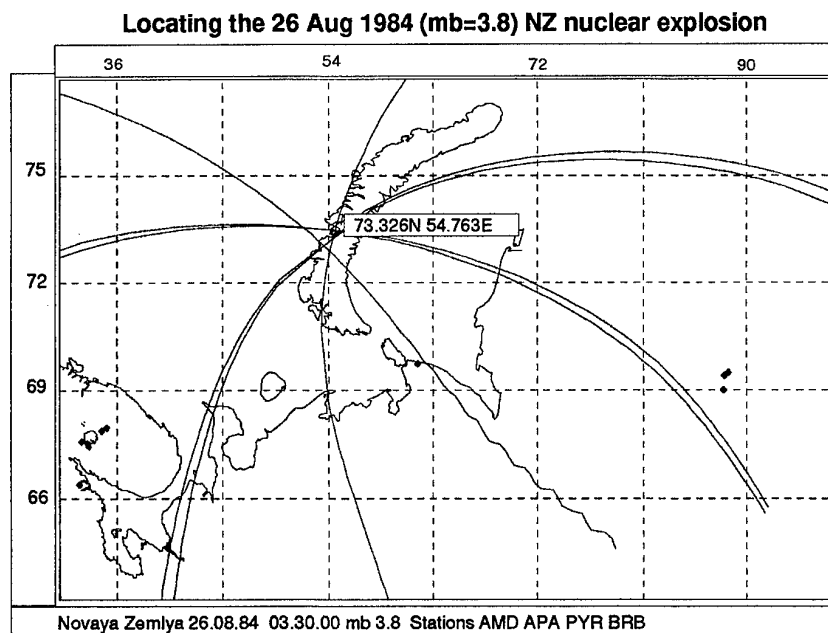 Locating the 26 Aug 1984 (mb=3.8) NZ nuclear explosion
36 54 72 90
75
73.326N 54.763E
72
69
66
Novaya Zemlya 26.08.84 03.30.00 mb 3.8 Stations AMD APA PYR BRB